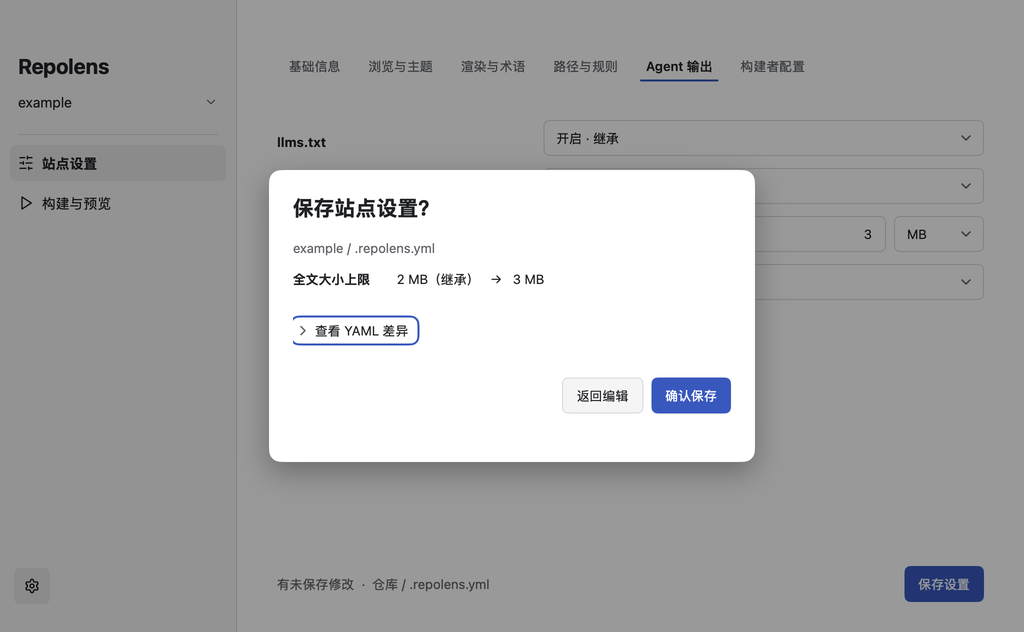 Repolens
example
站点设置
构建与预览
基础信息
浏览与主题
渲染与术语
路径与规则
Agent 输出
构建者配置
llms.txt
开启 · 继承
3
MB
保存站点设置?
example / .repolens.yml
全文大小上限 2 MB（继承） → 3 MB
查看 YAML 差异
返回编辑
确认保存
有未保存修改 · 仓库 / .repolens.yml
保存设置